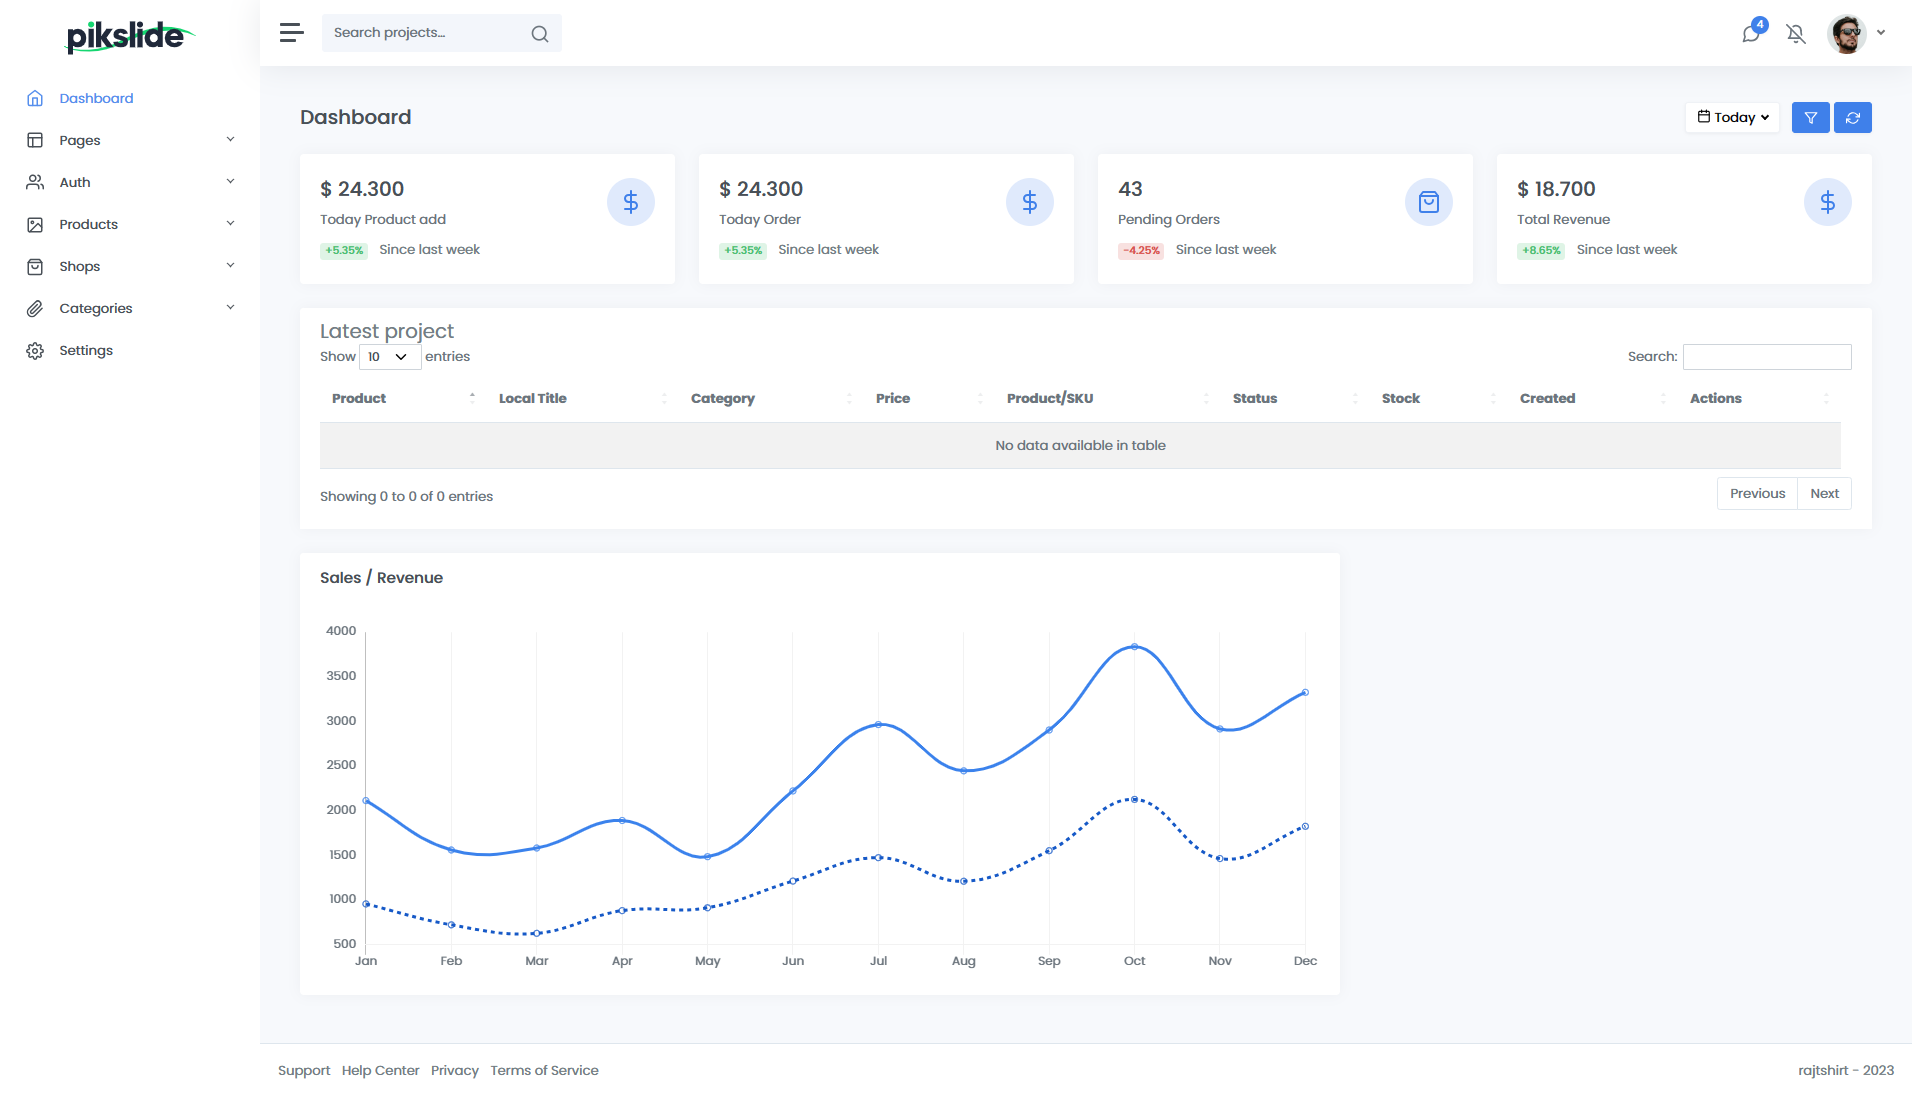 pikslide
Search projects...
4
Dashboard
Pages
Auth
Products
Shops
Categories
Settings
Dashboard
Today
$ 24.300
Today Product add
+5.35% Since last week
$ 24.300
Today Order
+5.35% Since last week
43
Pending Orders
-4.25% Since last week
$ 18.700
Total Revenue
+8.65% Since last week
Latest project
Show 10 entries
Search:
Product Local Title Category Price Product/SKU Status Stock Created Actions
No data available in table
Showing 0 to 0 of 0 entries
Previous Next
Sales / Revenue
4000
3500
3000
2500
2000
1500
1000
500
Jan Feb Mar Apr May Jun Jul Aug Sep Oct Nov Dec
Support Help Center Privacy Terms of Service
rajtshirt - 2023